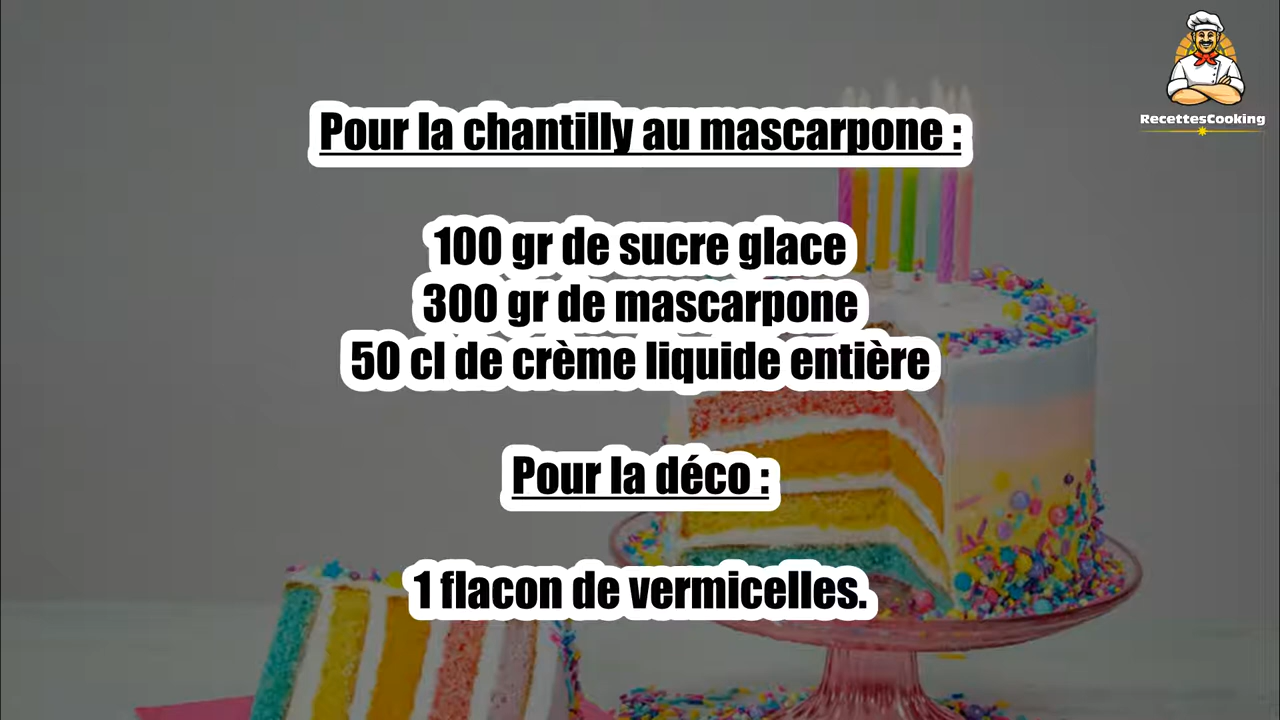 RecettesCooking
Pour la chantilly au mascarpone :
100 gr de sucre glace
300 gr de mascarpone
50 cl de crème liquide entière
Pour la déco :
1 flacon de vermicelles.